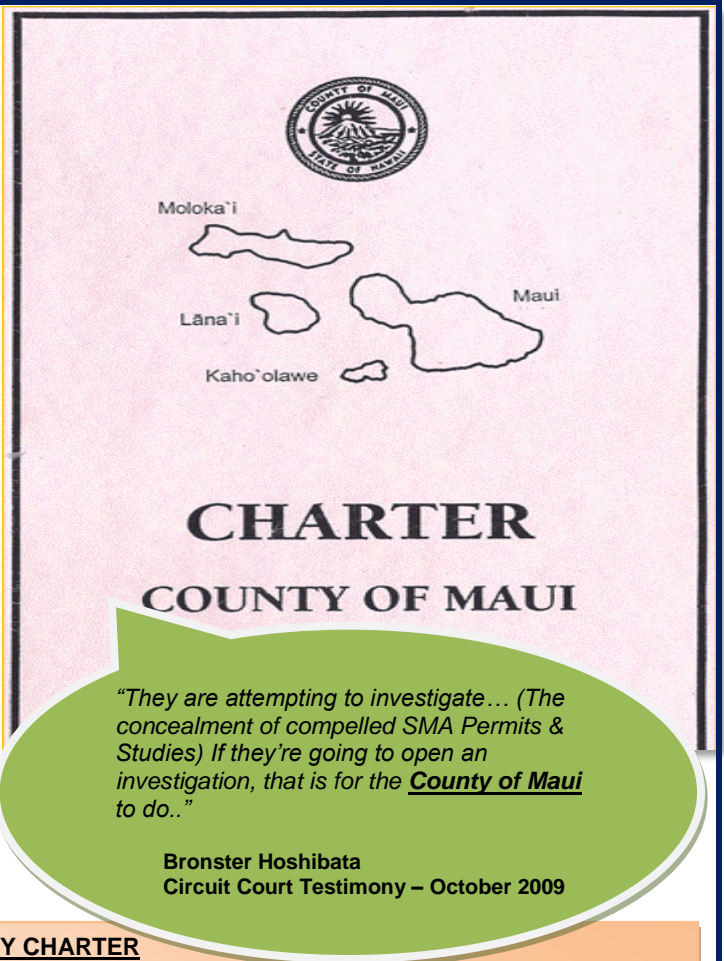 COUNTY OF MAUI
STATE OF HAWAII
Moloka`i
Maui
Lāna`i
Kaho`olawe
CHARTER
COUNTY OF MAUI
“They are attempting to investigate… (The
concealment of compelled SMA Permits &
Studies) If they’re going to open an
investigation, that is for the County of Maui
to do..”
Bronster Hoshibata
Circuit Court Testimony – October 2009
Y CHARTER